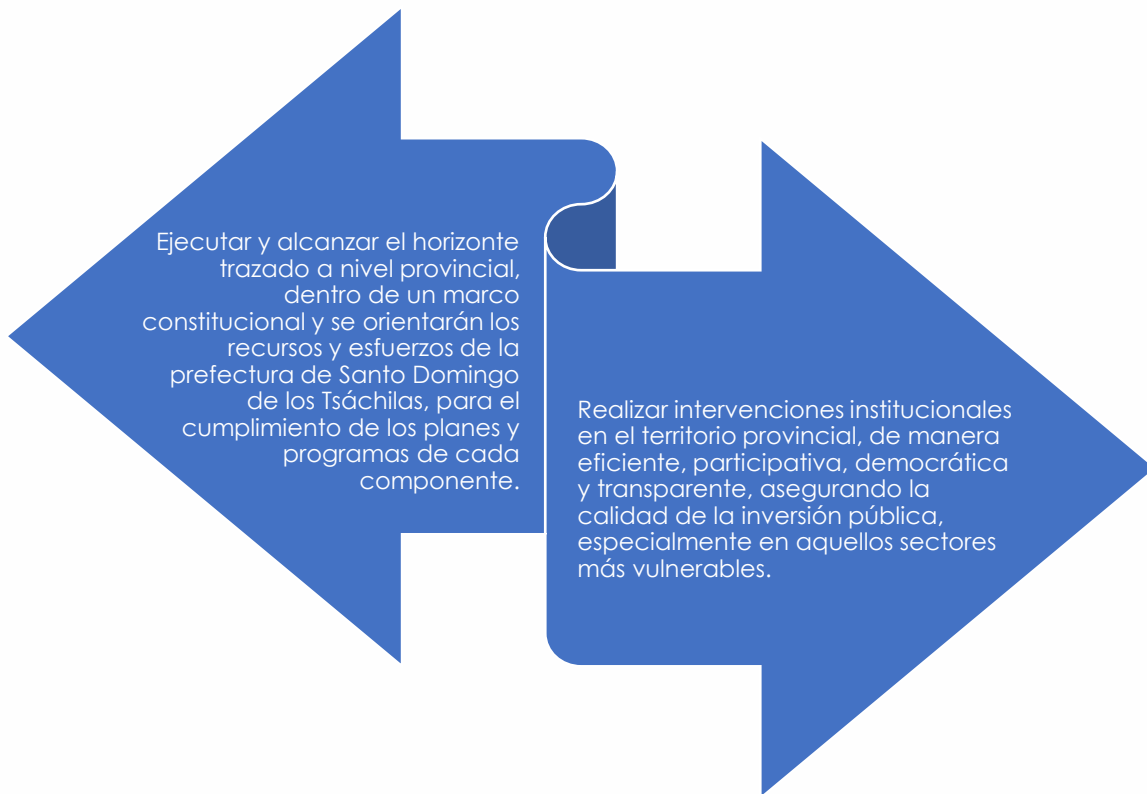 Ejecutar y alcanzar el horizonte
trazado a nivel provincial,
dentro de un marco
constitucional y se orientarán los
recursos y esfuerzos de la
prefectura de Santo Domingo
de los Tsáchilas, para el
cumplimiento de los planes y
programas de cada
componente.
Realizar intervenciones institucionales
en el territorio provincial, de manera
eficiente, participativa, democrática
y transparente, asegurando la
calidad de la inversión pública,
especialmente en aquellos sectores
más vulnerables.